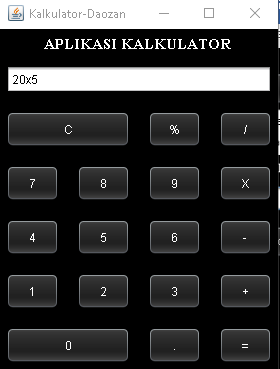 Kalkulator-Daozan
APLIKASI KALKULATOR
20x5
C % /
7 8 9 X
4 5 6 -
1 2 3 +
0 . =